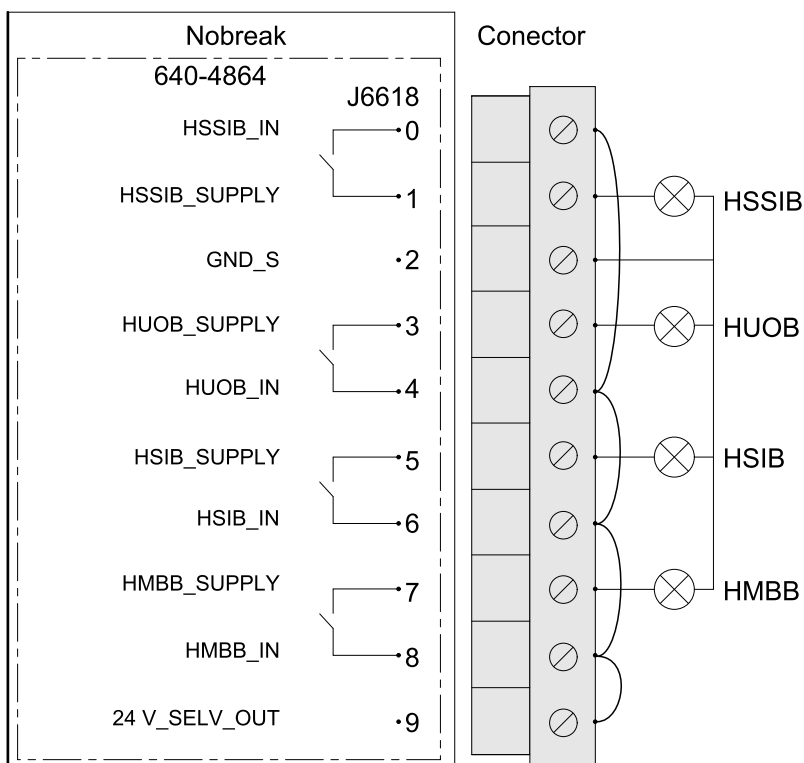 Nobreak
Conector
640-4864
J6618
HSSIB_IN
0
HSSIB_SUPPLY
1
HSSIB
GND_S
2
HUOB_SUPPLY
3
HUOB
HUOB_IN
4
HSIB_SUPPLY
5
HSIB
HSIB_IN
6
HMBB_SUPPLY
7
HMBB
HMBB_IN
8
24 V_SELV_OUT
9